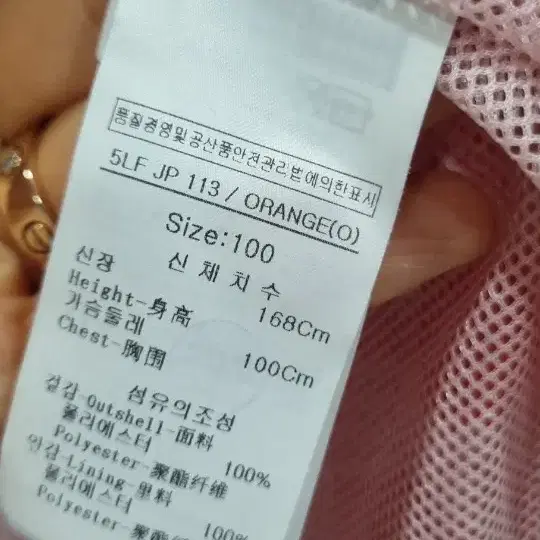 품질경영및공산품안전관리법에의한표시
5LF JP 113 / ORANGE(O)
Size:100
신체치수
신장
Height-身高 168Cm
가슴둘레
Chest-胸围 100Cm
섬유의조성
겉감-Outshell-面料
폴리에스터 100%
Polyester-聚酯纤维
안감-Lining-里料
폴리에스터 100%
Polyester-聚酯纤维